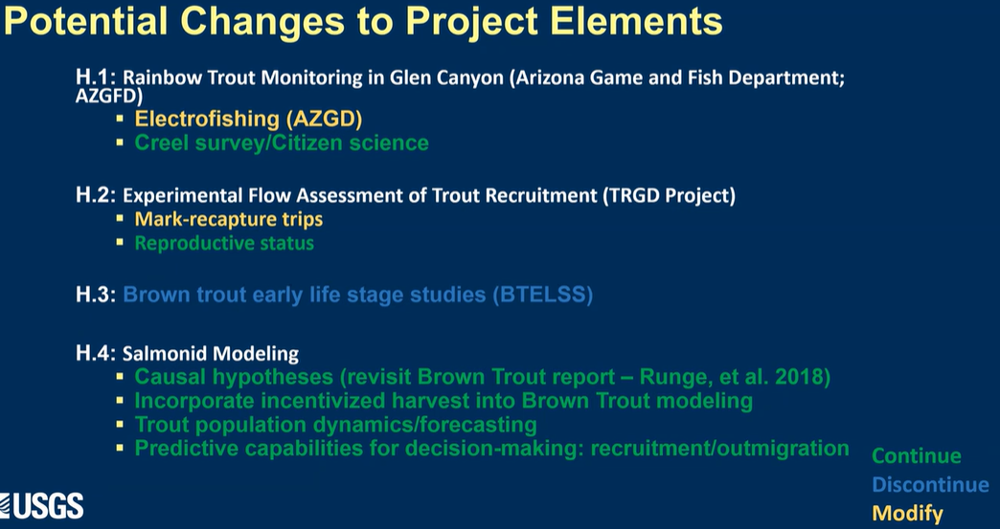 Potential Changes to Project Elements
H.1: Rainbow Trout Monitoring in Glen Canyon (Arizona Game and Fish Department;
AZGFD)
▪ Electrofishing (AZGD)
▪ Creel survey/Citizen science
H.2: Experimental Flow Assessment of Trout Recruitment (TRGD Project)
▪ Mark-recapture trips
▪ Reproductive status
H.3: Brown trout early life stage studies (BTELSS)
H.4: Salmonid Modeling
▪ Causal hypotheses (revisit Brown Trout report – Runge, et al. 2018)
▪ Incorporate incentivized harvest into Brown Trout modeling
▪ Trout population dynamics/forecasting
▪ Predictive capabilities for decision-making: recruitment/outmigration
Continue
Discontinue
Modify
USGS